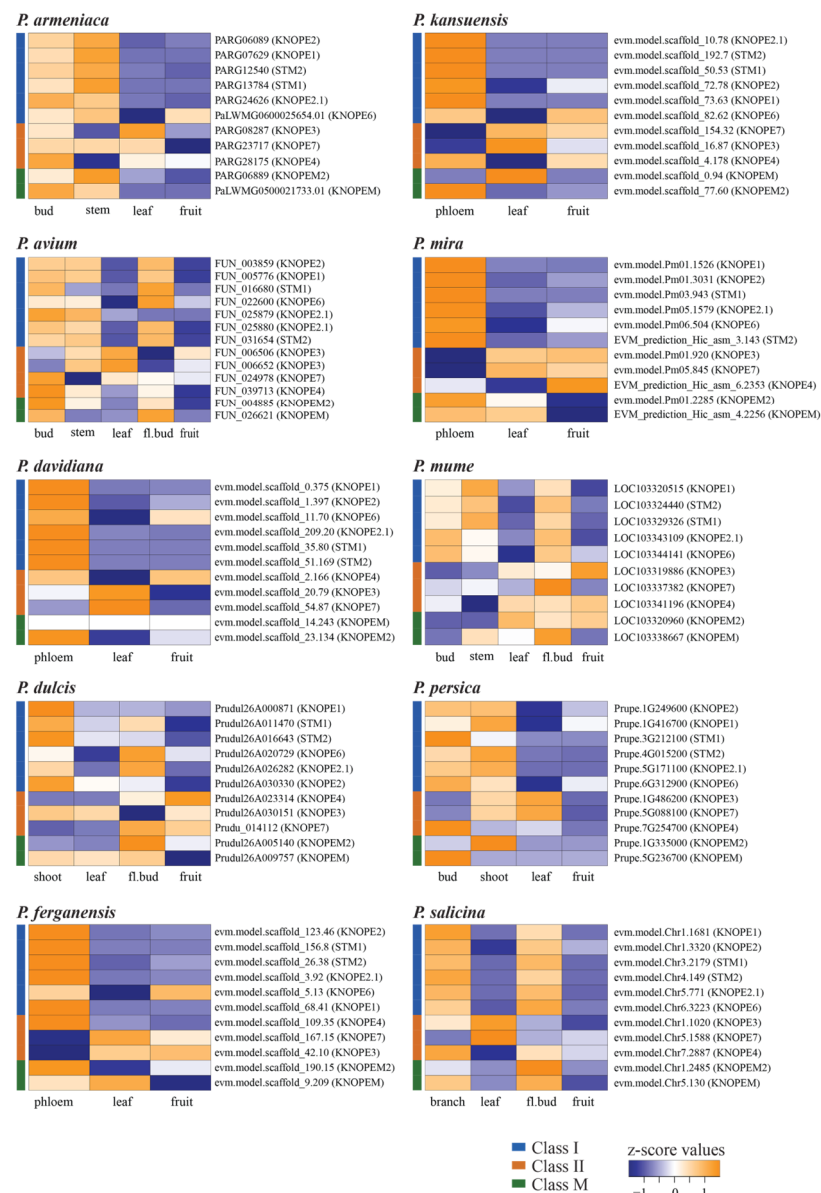 P. armeniaca
PARG06089 (KNOPE2)
PARG07629 (KNOPE1)
PARG12540 (STM2)
PARG13784 (STM1)
PARG24626 (KNOPE2.1)
PaLWMG0600025654.01 (KNOPE6)
PARG08287 (KNOPE3)
PARG23717 (KNOPE7)
PARG28175 (KNOPE4)
PARG06889 (KNOPEM2)
PaLWMG0500021733.01 (KNOPEM)
bud stem leaf fruit
P. kansuensis
evm.model.scaffold_10.78 (KNOPE2.1)
evm.model.scaffold_192.7 (STM2)
evm.model.scaffold_50.53 (STM1)
evm.model.scaffold_72.78 (KNOPE2)
evm.model.scaffold_73.63 (KNOPE1)
evm.model.scaffold_82.62 (KNOPE6)
evm.model.scaffold_154.32 (KNOPE7)
evm.model.scaffold_16.87 (KNOPE3)
evm.model.scaffold_4.178 (KNOPE4)
evm.model.scaffold_0.94 (KNOPEM)
evm.model.scaffold_77.60 (KNOPEM2)
phloem leaf fruit
P. avium
FUN_003859 (KNOPE2)
FUN_005776 (KNOPE1)
FUN_016680 (STM1)
FUN_022600 (KNOPE6)
FUN_025879 (KNOPE2.1)
FUN_025880 (KNOPE2.1)
FUN_031654 (STM2)
FUN_006506 (KNOPE3)
FUN_006652 (KNOPE3)
FUN_024978 (KNOPE7)
FUN_039713 (KNOPE4)
FUN_004885 (KNOPEM2)
FUN_026621 (KNOPEM)
bud stem leaf fl.bud fruit
P. mira
evm.model.Pm01.1526 (KNOPE1)
evm.model.Pm01.3031 (KNOPE2)
evm.model.Pm03.943 (STM1)
evm.model.Pm05.1579 (KNOPE2.1)
evm.model.Pm06.504 (KNOPE6)
EVM_prediction_Hic_asm_3.143 (STM2)
evm.model.Pm01.920 (KNOPE3)
evm.model.Pm05.845 (KNOPE7)
EVM_prediction_Hic_asm_6.2353 (KNOPE4)
evm.model.Pm01.2285 (KNOPEM2)
EVM_prediction_Hic_asm_4.2256 (KNOPEM)
phloem leaf fruit
P. davidiana
evm.model.scaffold_0.375 (KNOPE1)
evm.model.scaffold_1.397 (KNOPE2)
evm.model.scaffold_11.70 (KNOPE6)
evm.model.scaffold_209.20 (KNOPE2.1)
evm.model.scaffold_35.80 (STM1)
evm.model.scaffold_51.169 (STM2)
evm.model.scaffold_2.166 (KNOPE4)
evm.model.scaffold_20.79 (KNOPE3)
evm.model.scaffold_54.87 (KNOPE7)
evm.model.scaffold_14.243 (KNOPEM)
evm.model.scaffold_23.134 (KNOPEM2)
phloem leaf fruit
P. mume
LOC103320515 (KNOPE1)
LOC103324440 (STM2)
LOC103329326 (STM1)
LOC103343109 (KNOPE2.1)
LOC103344141 (KNOPE6)
LOC103319886 (KNOPE3)
LOC103337382 (KNOPE7)
LOC103341196 (KNOPE4)
LOC103320960 (KNOPEM2)
LOC103338667 (KNOPEM)
bud stem leaf fl.bud fruit
P. dulcis
Prudul26A000871 (KNOPE1)
Prudul26A011470 (STM1)
Prudul26A016643 (STM2)
Prudul26A020729 (KNOPE6)
Prudul26A026282 (KNOPE2.1)
Prudul26A030330 (KNOPE2)
Prudul26A023314 (KNOPE4)
Prudul26A030151 (KNOPE3)
Prudu_014112 (KNOPE7)
Prudul26A005140 (KNOPEM2)
Prudul26A009757 (KNOPEM)
shoot leaf fl.bud fruit
P. persica
Prupe.1G249600 (KNOPE2)
Prupe.1G416700 (KNOPE1)
Prupe.3G212100 (STM1)
Prupe.4G015200 (STM2)
Prupe.5G171100 (KNOPE2.1)
Prupe.6G312900 (KNOPE6)
Prupe.1G486200 (KNOPE3)
Prupe.5G088100 (KNOPE7)
Prupe.7G254700 (KNOPE4)
Prupe.1G335000 (KNOPEM2)
Prupe.5G236700 (KNOPEM)
bud shoot leaf fruit
P. ferganensis
evm.model.scaffold_123.46 (KNOPE2)
evm.model.scaffold_156.8 (STM1)
evm.model.scaffold_26.38 (STM2)
evm.model.scaffold_3.92 (KNOPE2.1)
evm.model.scaffold_5.13 (KNOPE6)
evm.model.scaffold_68.41 (KNOPE1)
evm.model.scaffold_109.35 (KNOPE4)
evm.model.scaffold_167.15 (KNOPE7)
evm.model.scaffold_42.10 (KNOPE3)
evm.model.scaffold_190.15 (KNOPEM2)
evm.model.scaffold_9.209 (KNOPEM)
phloem leaf fruit
P. salicina
evm.model.Chr1.1681 (KNOPE1)
evm.model.Chr1.3320 (KNOPE2)
evm.model.Chr3.2179 (STM1)
evm.model.Chr4.149 (STM2)
evm.model.Chr5.771 (KNOPE2.1)
evm.model.Chr6.3223 (KNOPE6)
evm.model.Chr1.1020 (KNOPE3)
evm.model.Chr5.1588 (KNOPE7)
evm.model.Chr7.2887 (KNOPE4)
evm.model.Chr1.2485 (KNOPEM2)
evm.model.Chr5.130 (KNOPEM)
branch leaf fl.bud fruit
Class I
Class II
Class M
z-score values
−1 0 1